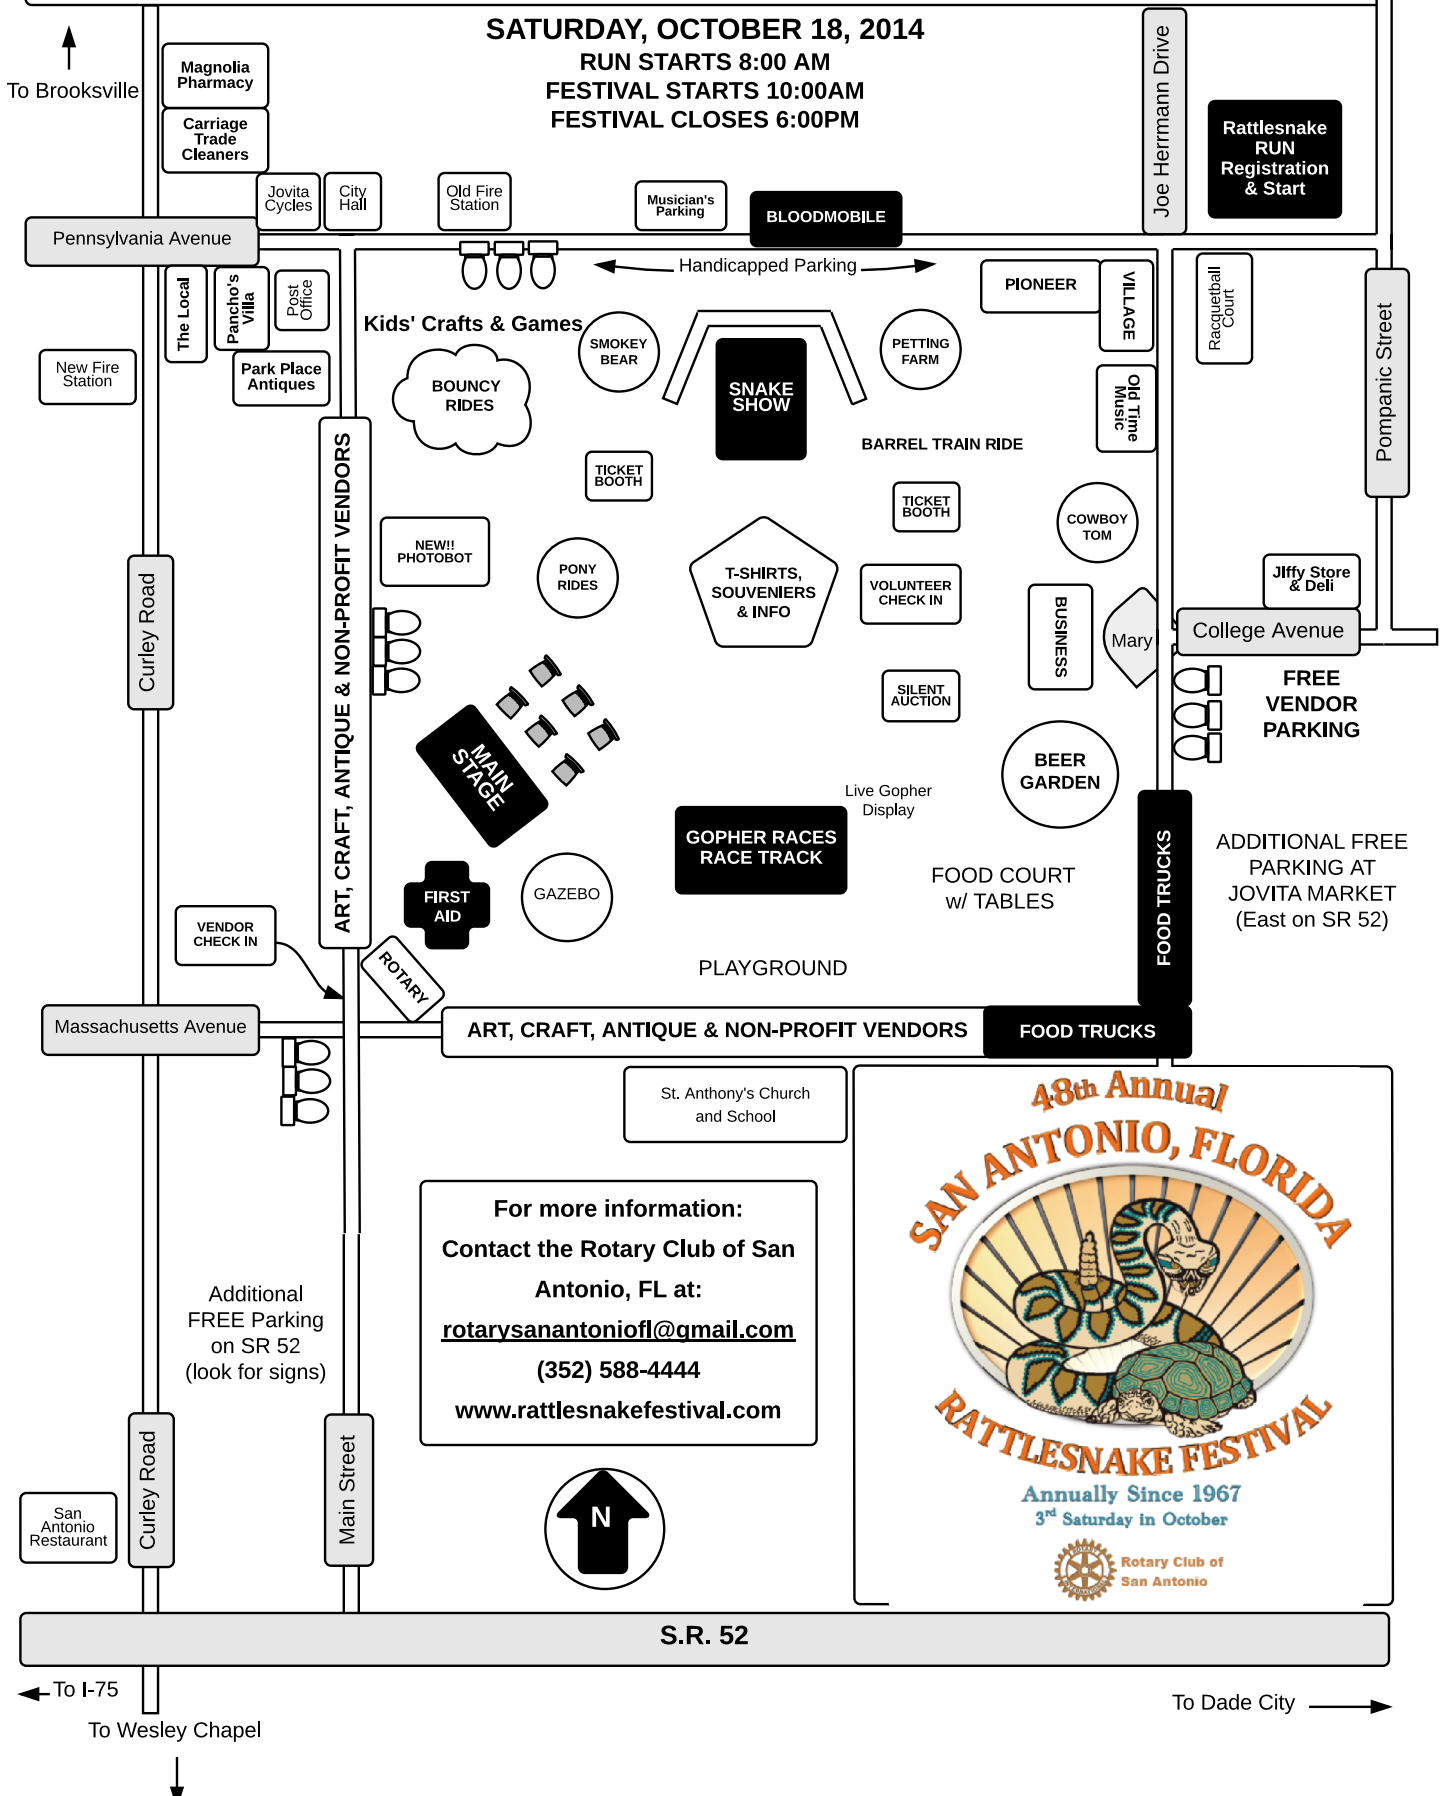 SATURDAY, OCTOBER 18, 2014
RUN STARTS 8:00 AM
FESTIVAL STARTS 10:00AM
FESTIVAL CLOSES 6:00PM
To Brooksville
Magnolia
Pharmacy
Carriage
Trade
Cleaners
Jovita
Cycles
City
Hall
Old Fire
Station
Musician's
Parking
BLOODMOBILE
Joe Herrmann Drive
Rattlesnake
RUN
Registration
& Start
Pennsylvania Avenue
Handicapped Parking
The Local
Pancho's
Villa
Post
Office
Park Place
Antiques
New Fire
Station
Kids' Crafts & Games
BOUNCY
RIDES
SMOKEY
BEAR
SNAKE
SHOW
PETTING
FARM
PIONEER
VILLAGE
Old Time
Music
Racquetball
Court
Pompanic Street
BARREL TRAIN RIDE
TICKET
BOOTH
TICKET
BOOTH
COWBOY
TOM
ART, CRAFT, ANTIQUE & NON-PROFIT VENDORS
NEW!!
PHOTOBOT
PONY
RIDES
T-SHIRTS,
SOUVENIERS
& INFO
VOLUNTEER
CHECK IN
BUSINESS
Mary
JIffy Store
& Deli
College Avenue
Curley Road
FREE
VENDOR
PARKING
SILENT
AUCTION
MAIN
STAGE
BEER
GARDEN
Live Gopher
Display
GOPHER RACES
RACE TRACK
FOOD COURT
w/ TABLES
FOOD TRUCKS
ADDITIONAL FREE
PARKING AT
JOVITA MARKET
(East on SR 52)
FIRST
AID
GAZEBO
VENDOR
CHECK IN
ROTARY
PLAYGROUND
Massachusetts Avenue
ART, CRAFT, ANTIQUE & NON-PROFIT VENDORS
FOOD TRUCKS
St. Anthony's Church
and School
48th Annual
SAN ANTONIO, FLORIDA
RATTLESNAKE FESTIVAL
Annually Since 1967
3rd Saturday in October
Rotary Club of
San Antonio
For more information:
Contact the Rotary Club of San
Antonio, FL at:
rotarysanantoniofl@gmail.com
(352) 588-4444
www.rattlesnakefestival.com
Additional
FREE Parking
on SR 52
(look for signs)
Curley Road
Main Street
N
San
Antonio
Restaurant
S.R. 52
To I-75
To Wesley Chapel
To Dade City